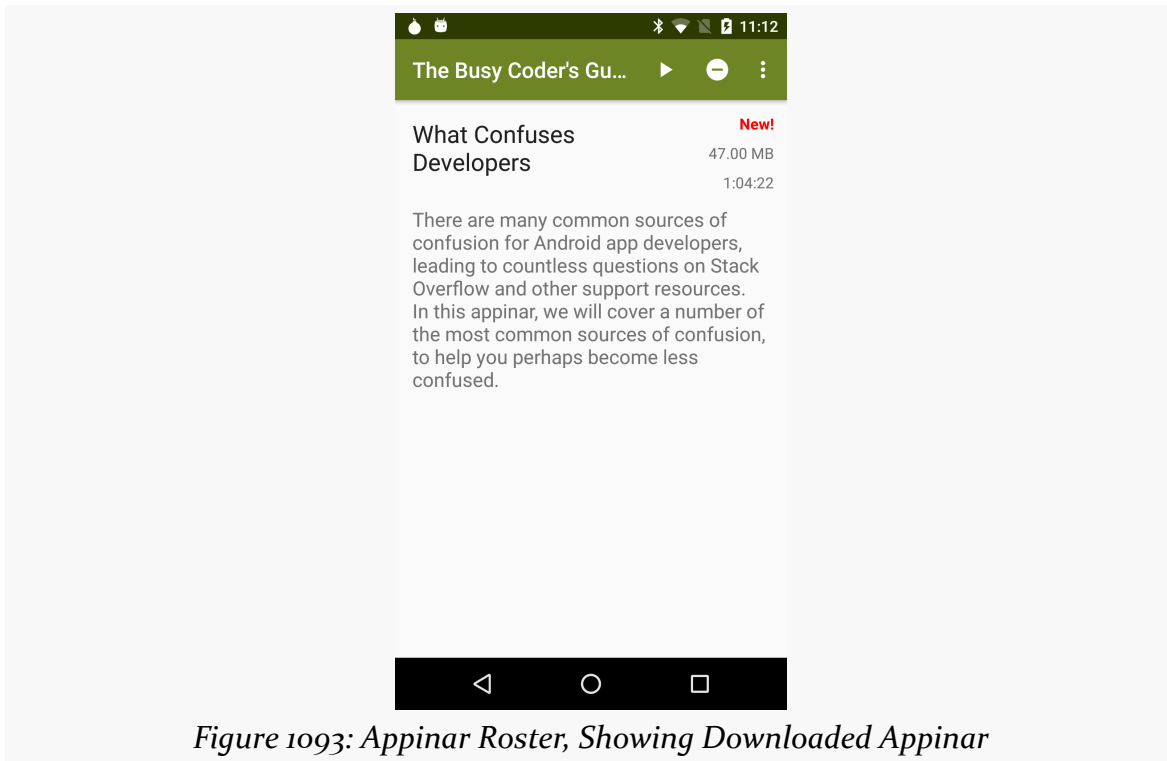 11:12
The Busy Coder's Gu...
What Confuses
Developers
New!
47.00 MB
1:04:22
There are many common sources of
confusion for Android app developers,
leading to countless questions on Stack
Overflow and other support resources.
In this appinar, we will cover a number of
the most common sources of confusion,
to help you perhaps become less
confused.
Figure 1093: Appinar Roster, Showing Downloaded Appinar